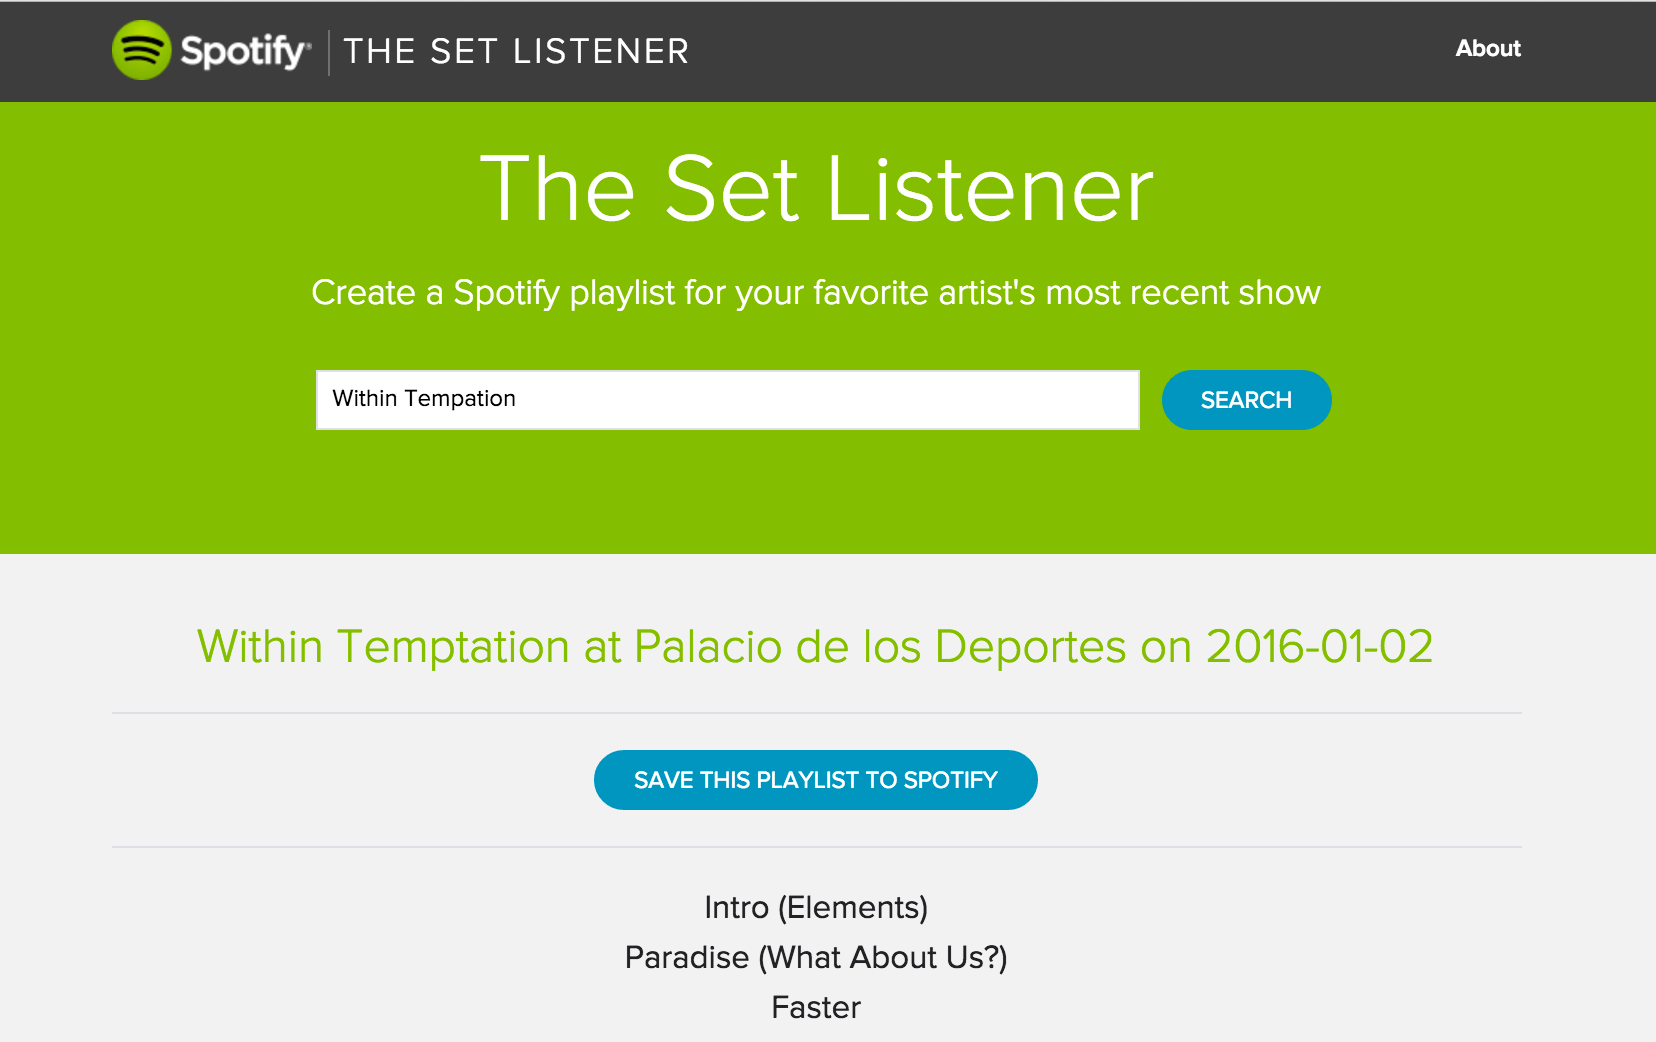 Spotify® THE SET LISTENER About
The Set Listener
Create a Spotify playlist for your favorite artist's most recent show
Within Tempation SEARCH
Within Temptation at Palacio de los Deportes on 2016-01-02
SAVE THIS PLAYLIST TO SPOTIFY
Intro (Elements)
Paradise (What About Us?)
Faster